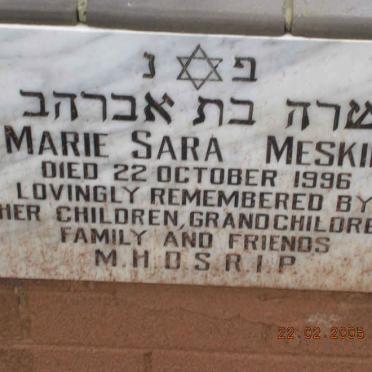 פ נ
שרה בת אברהב
MARIE SARA MESKI
DIED 22 OCTOBER 1996
LOVINGLY REMEMBERED BY
HER CHILDREN, GRANDCHILDRE
FAMILY AND FRIENDS
M H D S R I P
22.02.2005